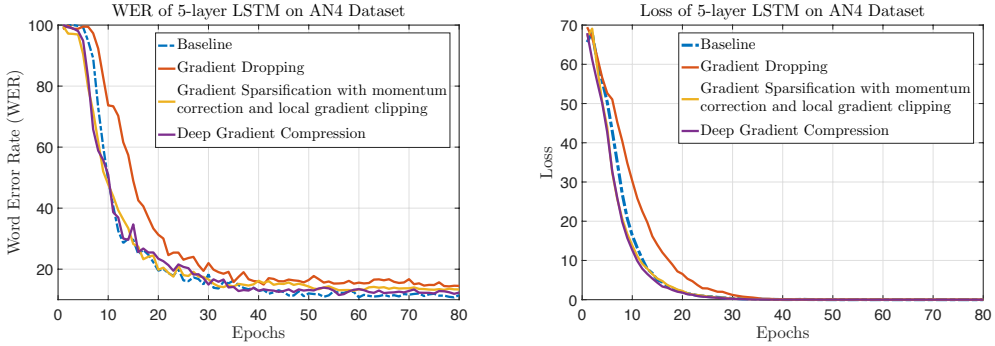 WER of 5-layer LSTM on AN4 Dataset
Word Error Rate (WER)
100
80
60
40
20
Baseline
Gradient Dropping
Gradient Sparsification with momentum
correction and local gradient clipping
Deep Gradient Compression
0 10 20 30 40 50 60 70 80
Epochs
Loss of 5-layer LSTM on AN4 Dataset
Loss
70
60
50
40
30
20
10
0
Baseline
Gradient Dropping
Gradient Sparsification with momentum
correction and local gradient clipping
Deep Gradient Compression
0 10 20 30 40 50 60 70 80
Epochs